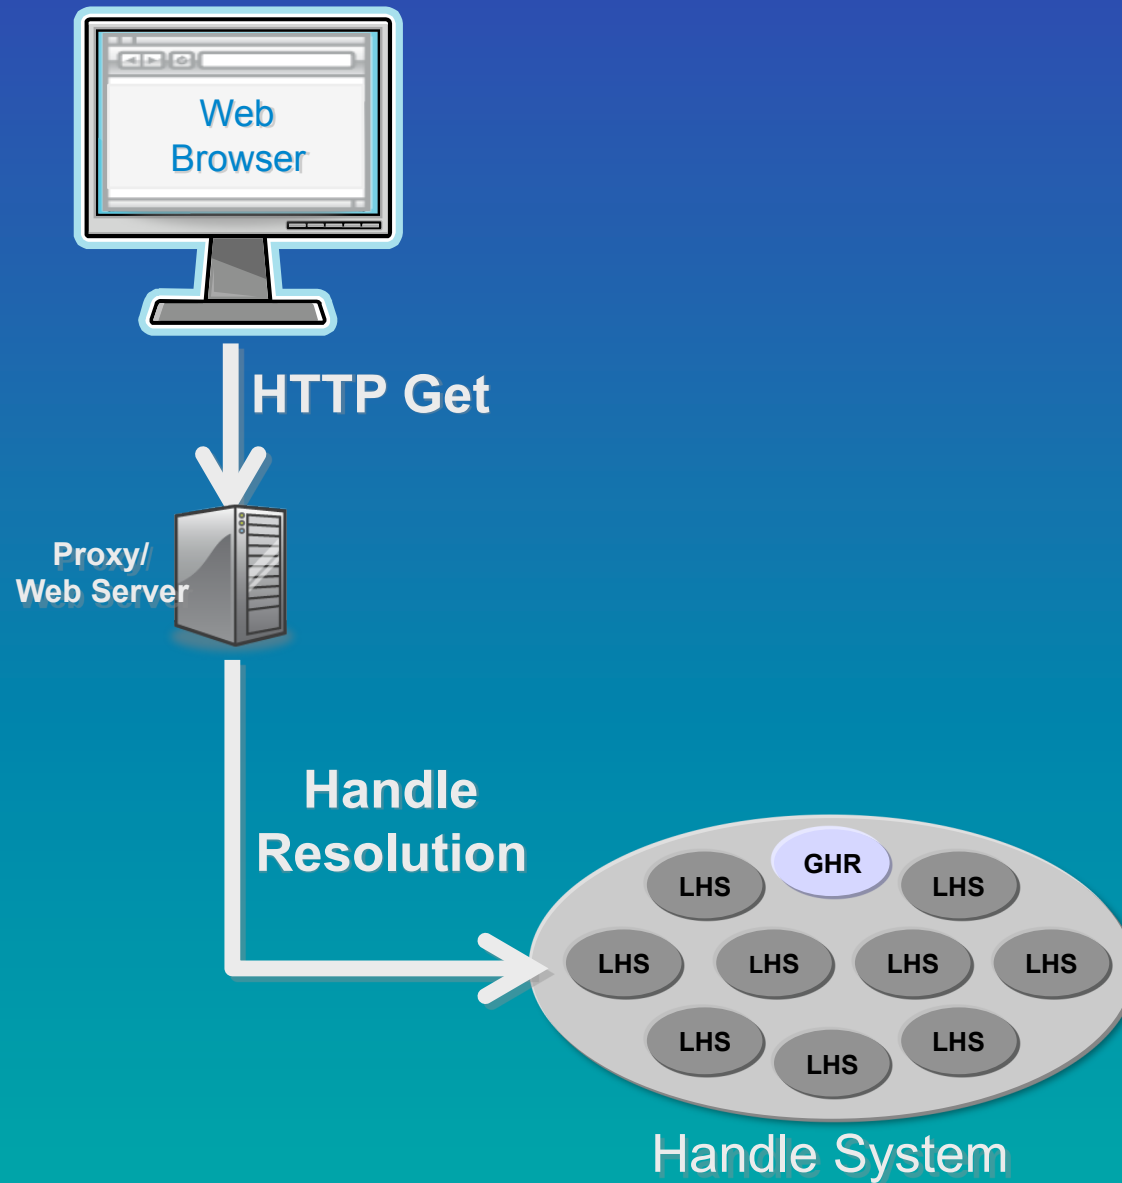 Web
Browser
HTTP Get
Proxy/
Web Server
Handle
Resolution
GHR
LHS
LHS
LHS
LHS
LHS
LHS
LHS
LHS
LHS
Handle System